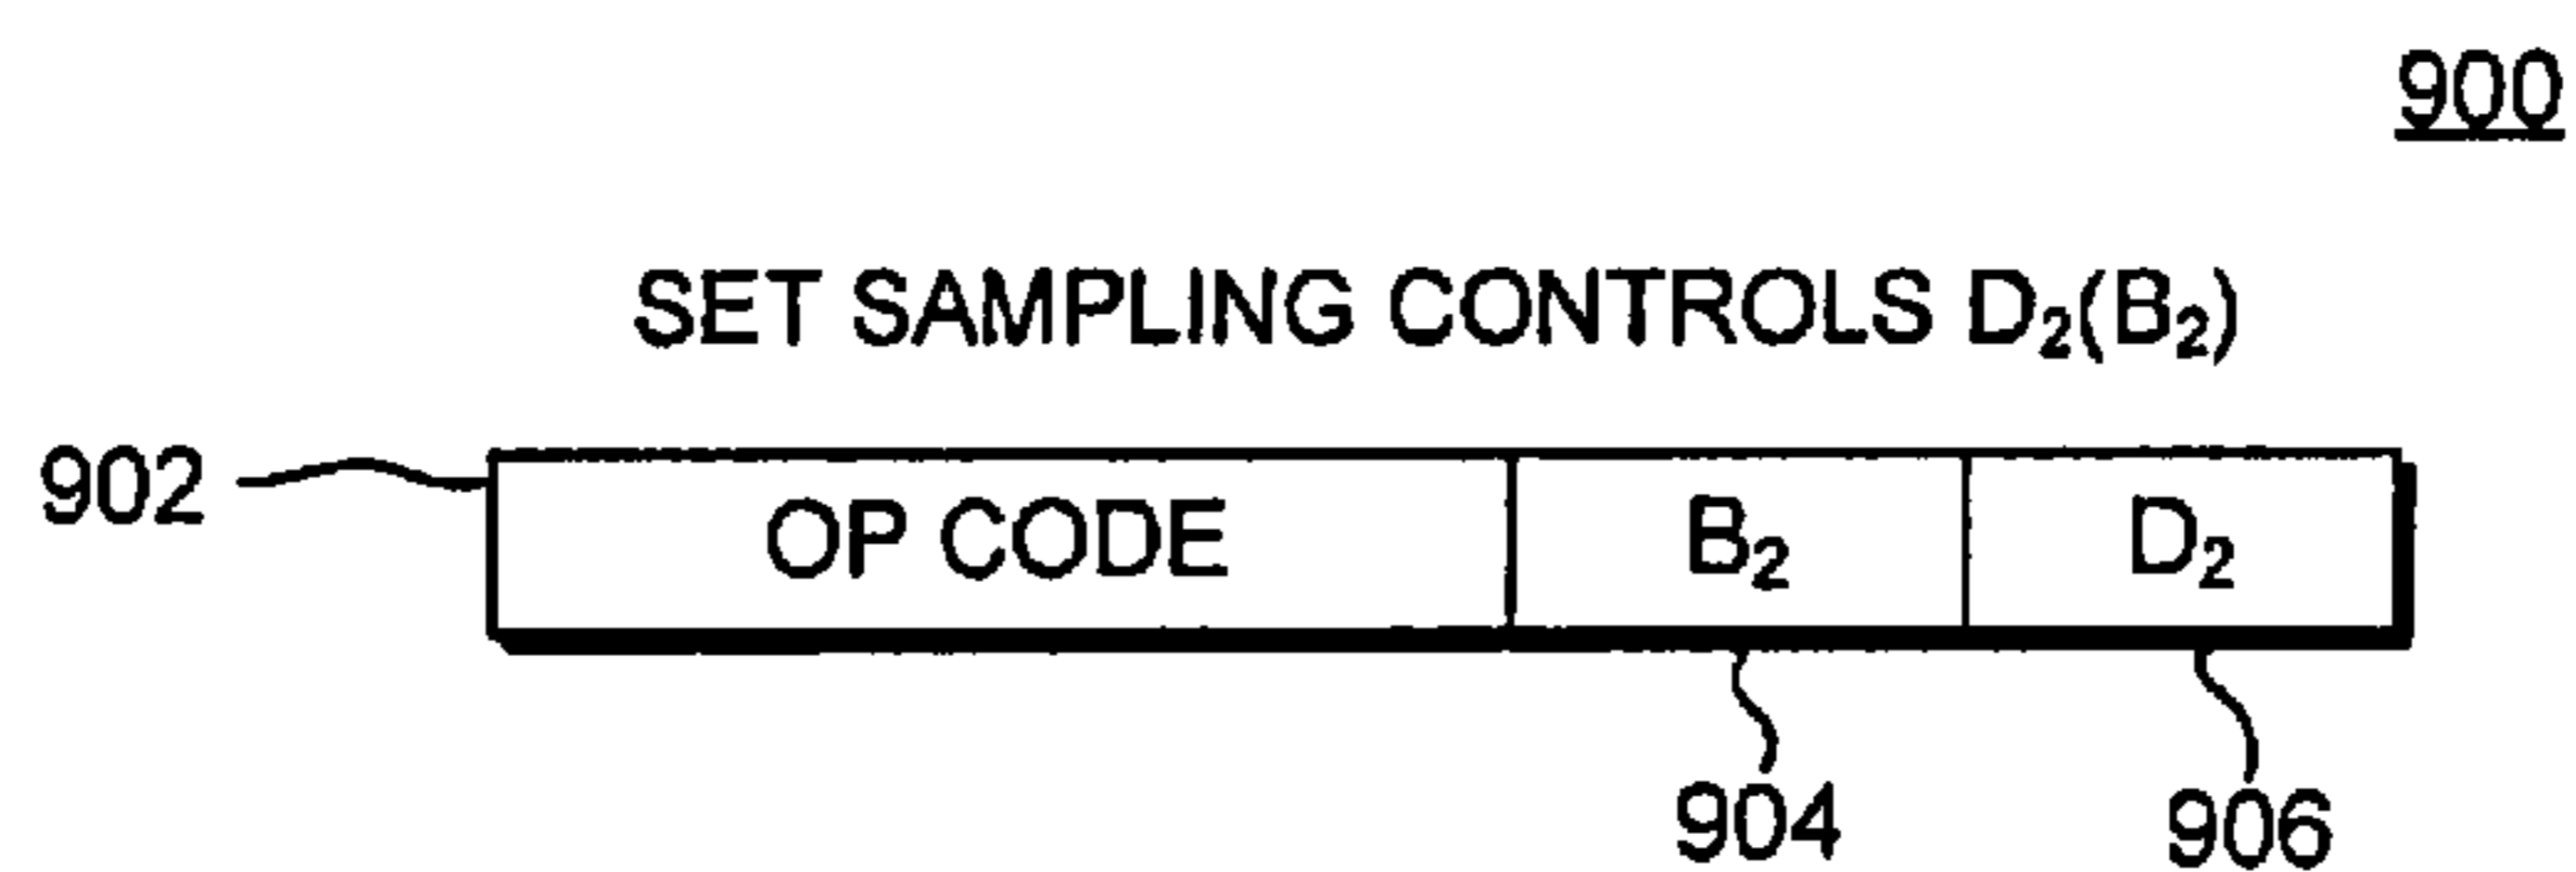 900
SET SAMPLING CONTROLS D₂(B₂)
902 OP CODE B₂ D₂
904 906